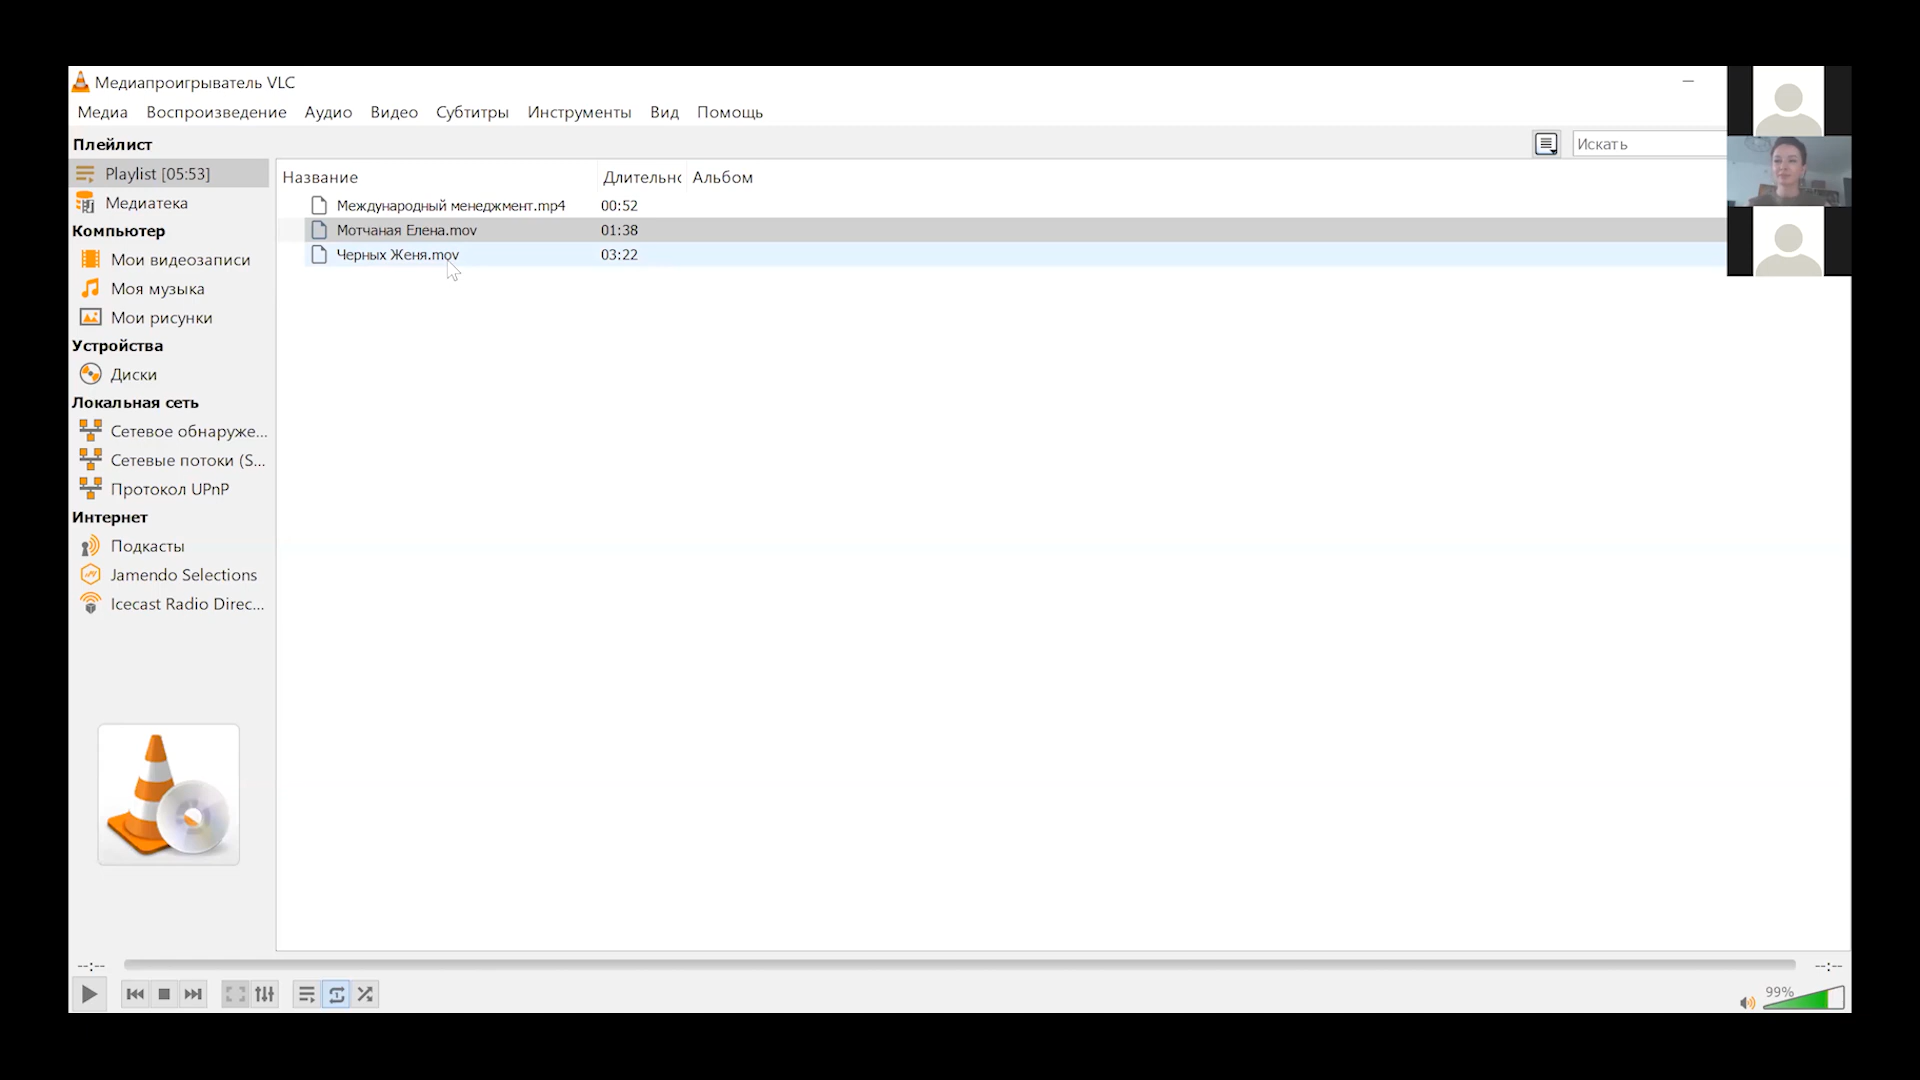 Медиапроигрыватель VLC
Медиа Воспроизведение Аудио Видео Субтитры Инструменты Вид Помощь
Плейлист
Искать
Playlist [05:53]
Медиатека
Компьютер
Мои видеозаписи
Моя музыка
Мои рисунки
Устройства
Диски
Локальная сеть
Сетевое обнаруже...
Сетевые потоки (S...
Протокол UPnP
Интернет
Подкасты
Jamendo Selections
Icecast Radio Direc...
Название Длительнс Альбом
Международный менеджмент.mp4 00:52
Мотчаная Елена.mov 01:38
Черных Женя.mov 03:22
--:-- --:--
99%